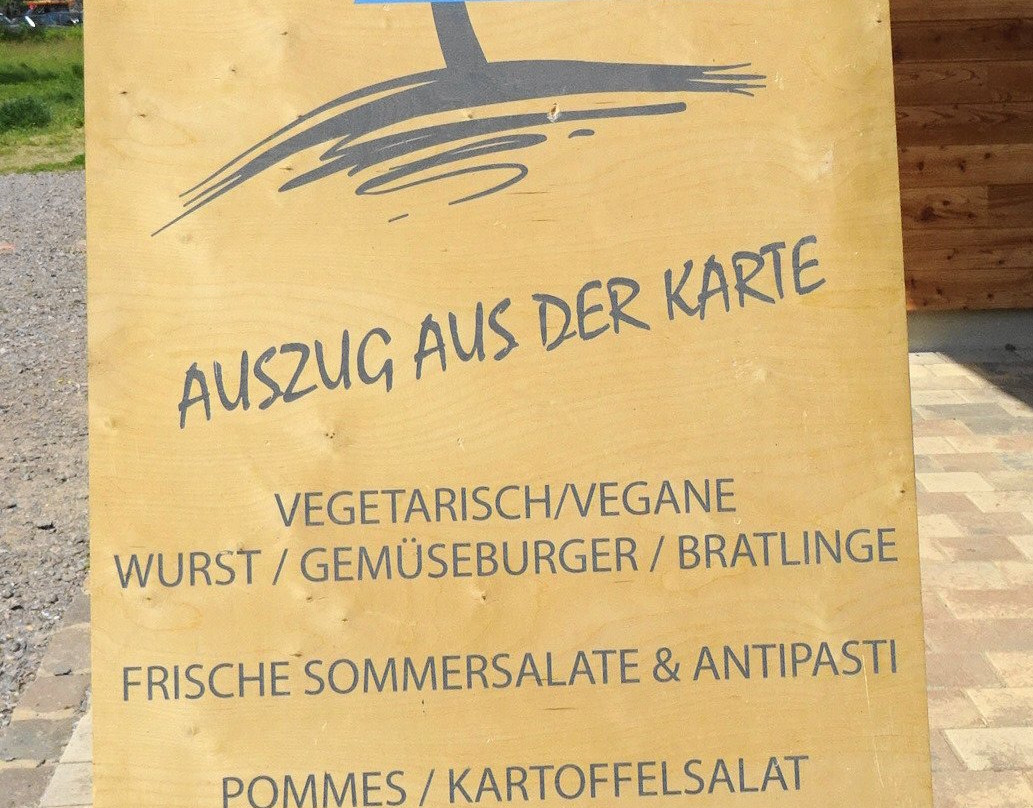 AUSZUG AUS DER KARTE
VEGETARISCH/VEGANE
WURST / GEMÜSEBURGER / BRATLINGE
FRISCHE SOMMERSALATE & ANTIPASTI
POMMES / KARTOFFELSALAT